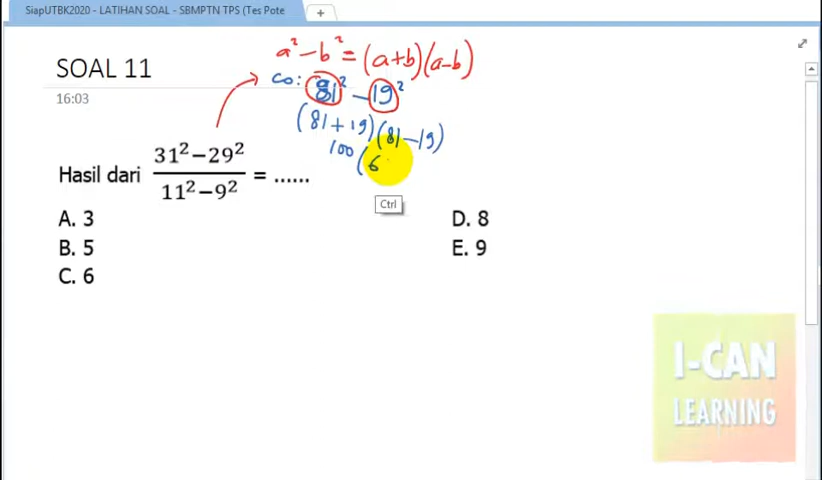 SiapUTBK2020 - LATIHAN SOAL - SBMPTN TPS (Tes Pote
+
a² – b² = (a+b)(a–b)
SOAL 11
co: 81² – 19²
16:03
(81 + 19)(81 – 19)
100 (6
Hasil dari (31²−29²)/(11²−9²) = ......
Ctrl
A. 3
D. 8
B. 5
E. 9
C. 6
I-CAN
LEARNING